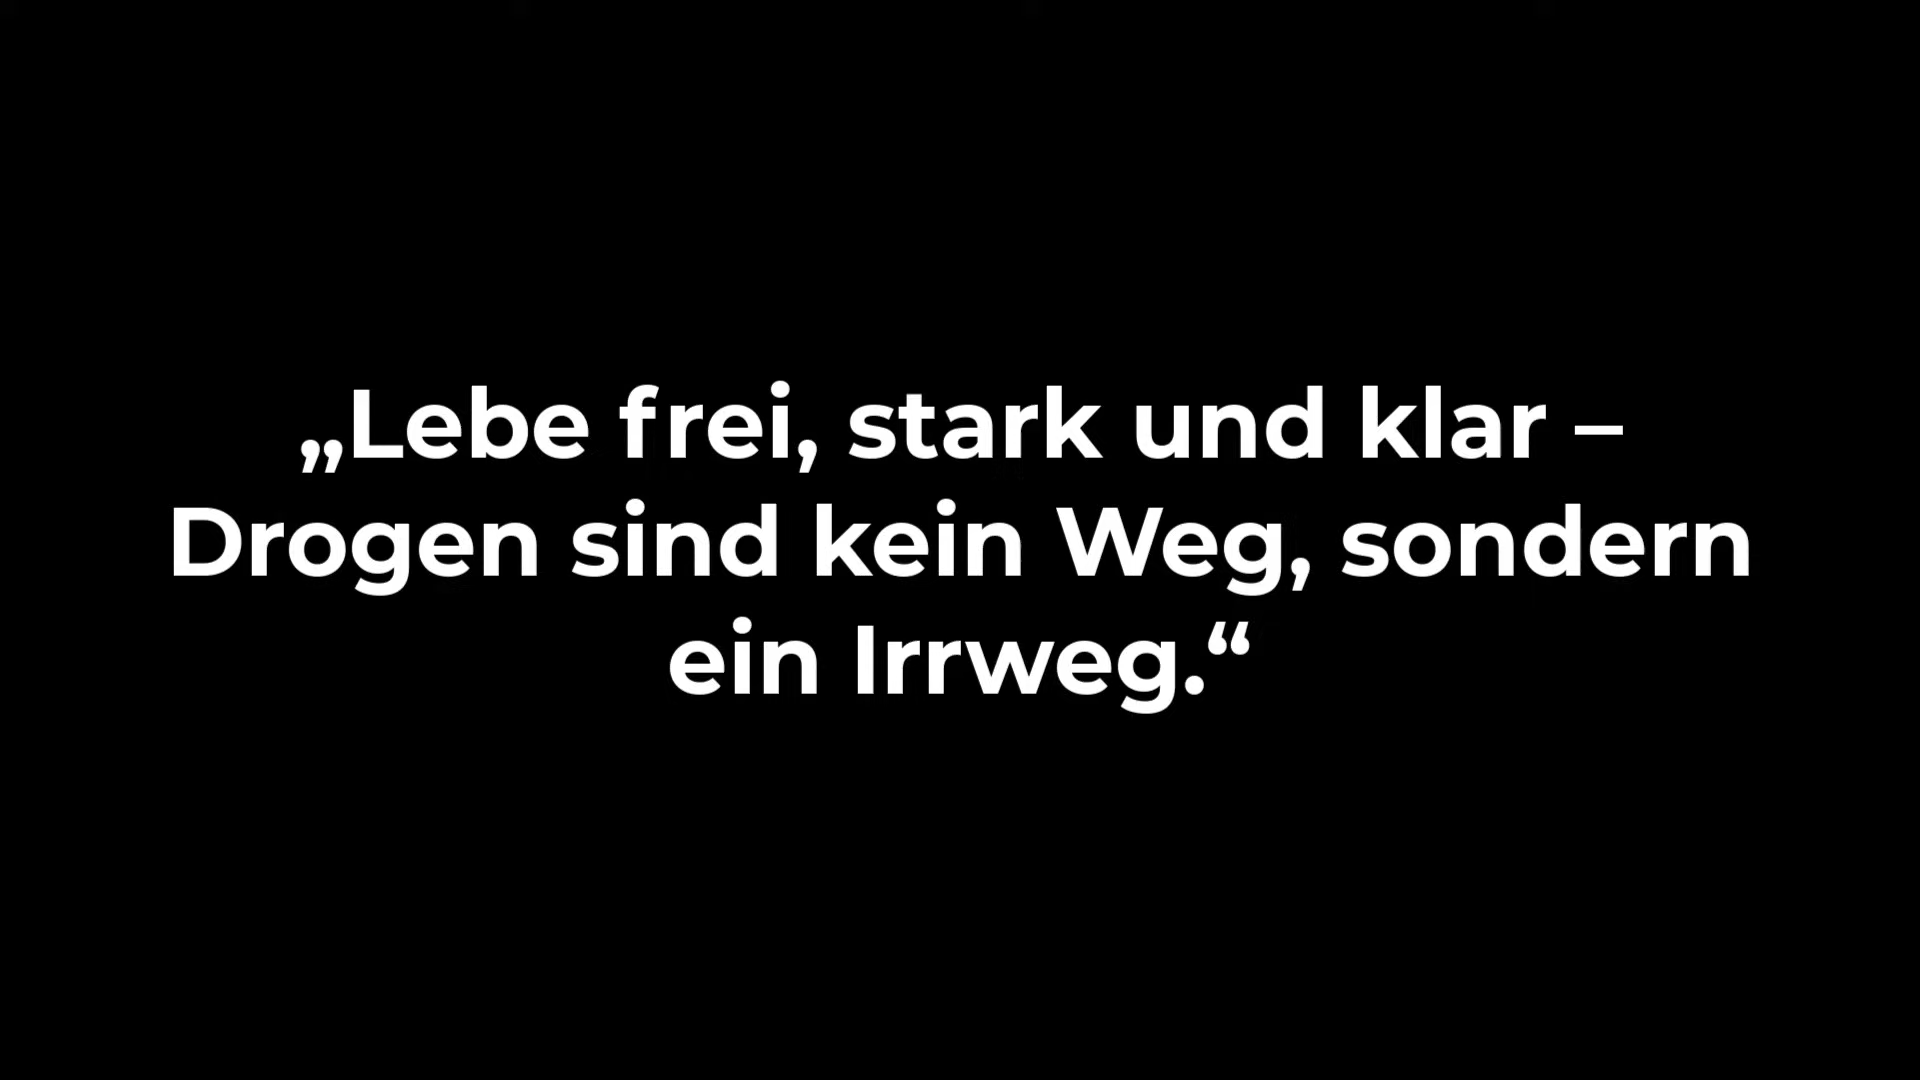 „Lebe frei, stark und klar –
Drogen sind kein Weg, sondern
ein Irrweg.“